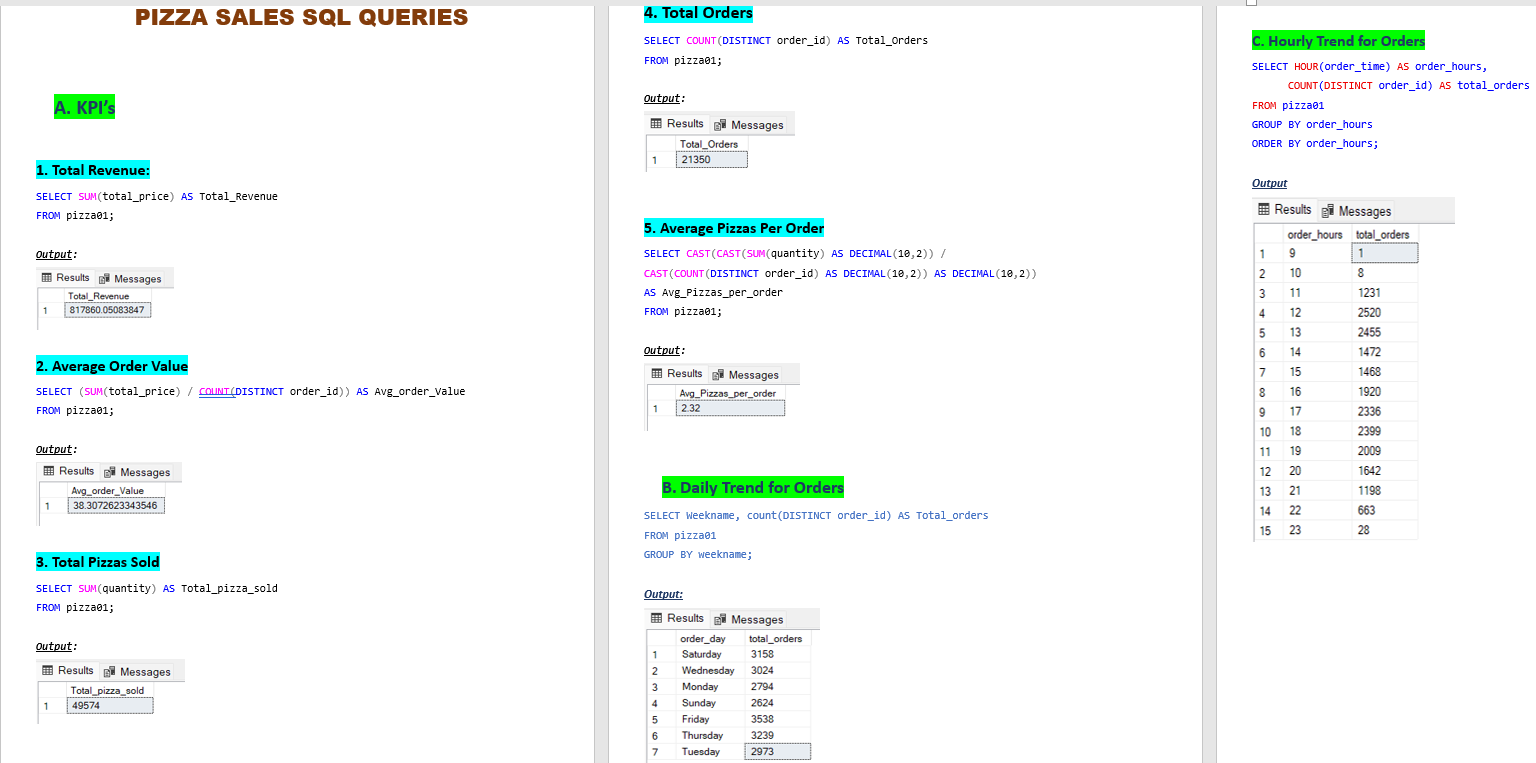 PIZZA SALES SQL QUERIES
A. KPI’s
1. Total Revenue:
SELECT SUM(total_price) AS Total_Revenue
FROM pizza01;
Output:
Results Messages
Total_Revenue
1 817860.05083847
2. Average Order Value
SELECT (SUM(total_price) / COUNT(DISTINCT order_id)) AS Avg_order_Value
FROM pizza01;
Output:
Results Messages
Avg_order_Value
1 38.3072623343546
3. Total Pizzas Sold
SELECT SUM(quantity) AS Total_pizza_sold
FROM pizza01;
Output:
Results Messages
Total_pizza_sold
1 49574
4. Total Orders
SELECT COUNT(DISTINCT order_id) AS Total_Orders
FROM pizza01;
Output:
Results Messages
Total_Orders
1 21350
5. Average Pizzas Per Order
SELECT CAST(CAST(SUM(quantity) AS DECIMAL(10,2)) /
CAST(COUNT(DISTINCT order_id) AS DECIMAL(10,2)) AS DECIMAL(10,2))
AS Avg_Pizzas_per_order
FROM pizza01;
Output:
Results Messages
Avg_Pizzas_per_order
1 2.32
B. Daily Trend for Orders
SELECT Weekname, count(DISTINCT order_id) AS Total_orders
FROM pizza01
GROUP BY weekname;
Output:
Results Messages
order_day total_orders
1 Saturday 3158
2 Wednesday 3024
3 Monday 2794
4 Sunday 2624
5 Friday 3538
6 Thursday 3239
7 Tuesday 2973
C. Hourly Trend for Orders
SELECT HOUR(order_time) AS order_hours,
COUNT(DISTINCT order_id) AS total_orders
FROM pizza01
GROUP BY order_hours
ORDER BY order_hours;
Output
Results Messages
order_hours total_orders
1 9 1
2 10 8
3 11 1231
4 12 2520
5 13 2455
6 14 1472
7 15 1468
8 16 1920
9 17 2336
10 18 2399
11 19 2009
12 20 1642
13 21 1198
14 22 663
15 23 28